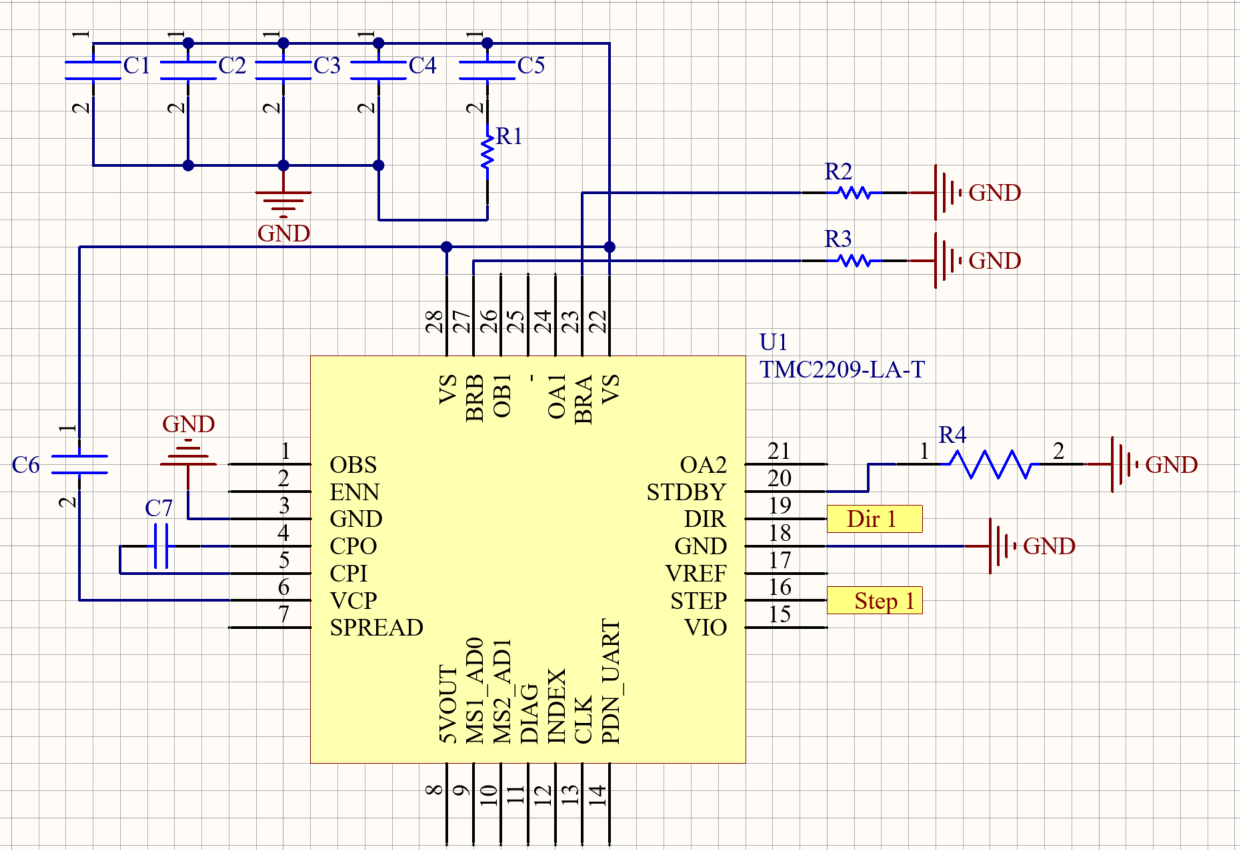 1 1 1 1 1
C1 C2 C3 C4 C5
2 2 2 2 2
R1
R2
GND
GND
R3
GND
28 27 26 25 24 23 22
U1
TMC2209-LA-T
VS BRB OB1 - OA1 BRA VS
GND
1
C6
2
C7
1 OBS
2 ENN
3 GND
4 CPO
5 CPI
6 VCP
7 SPREAD
OA2 21
STDBY 20
DIR 19
GND 18
VREF 17
STEP 16
VIO 15
R4
1 2
GND
Dir 1
GND
Step 1
5VOUT MS1_AD0 MS2_AD1 DIAG INDEX CLK PDN_UART
8 9 10 11 12 13 14